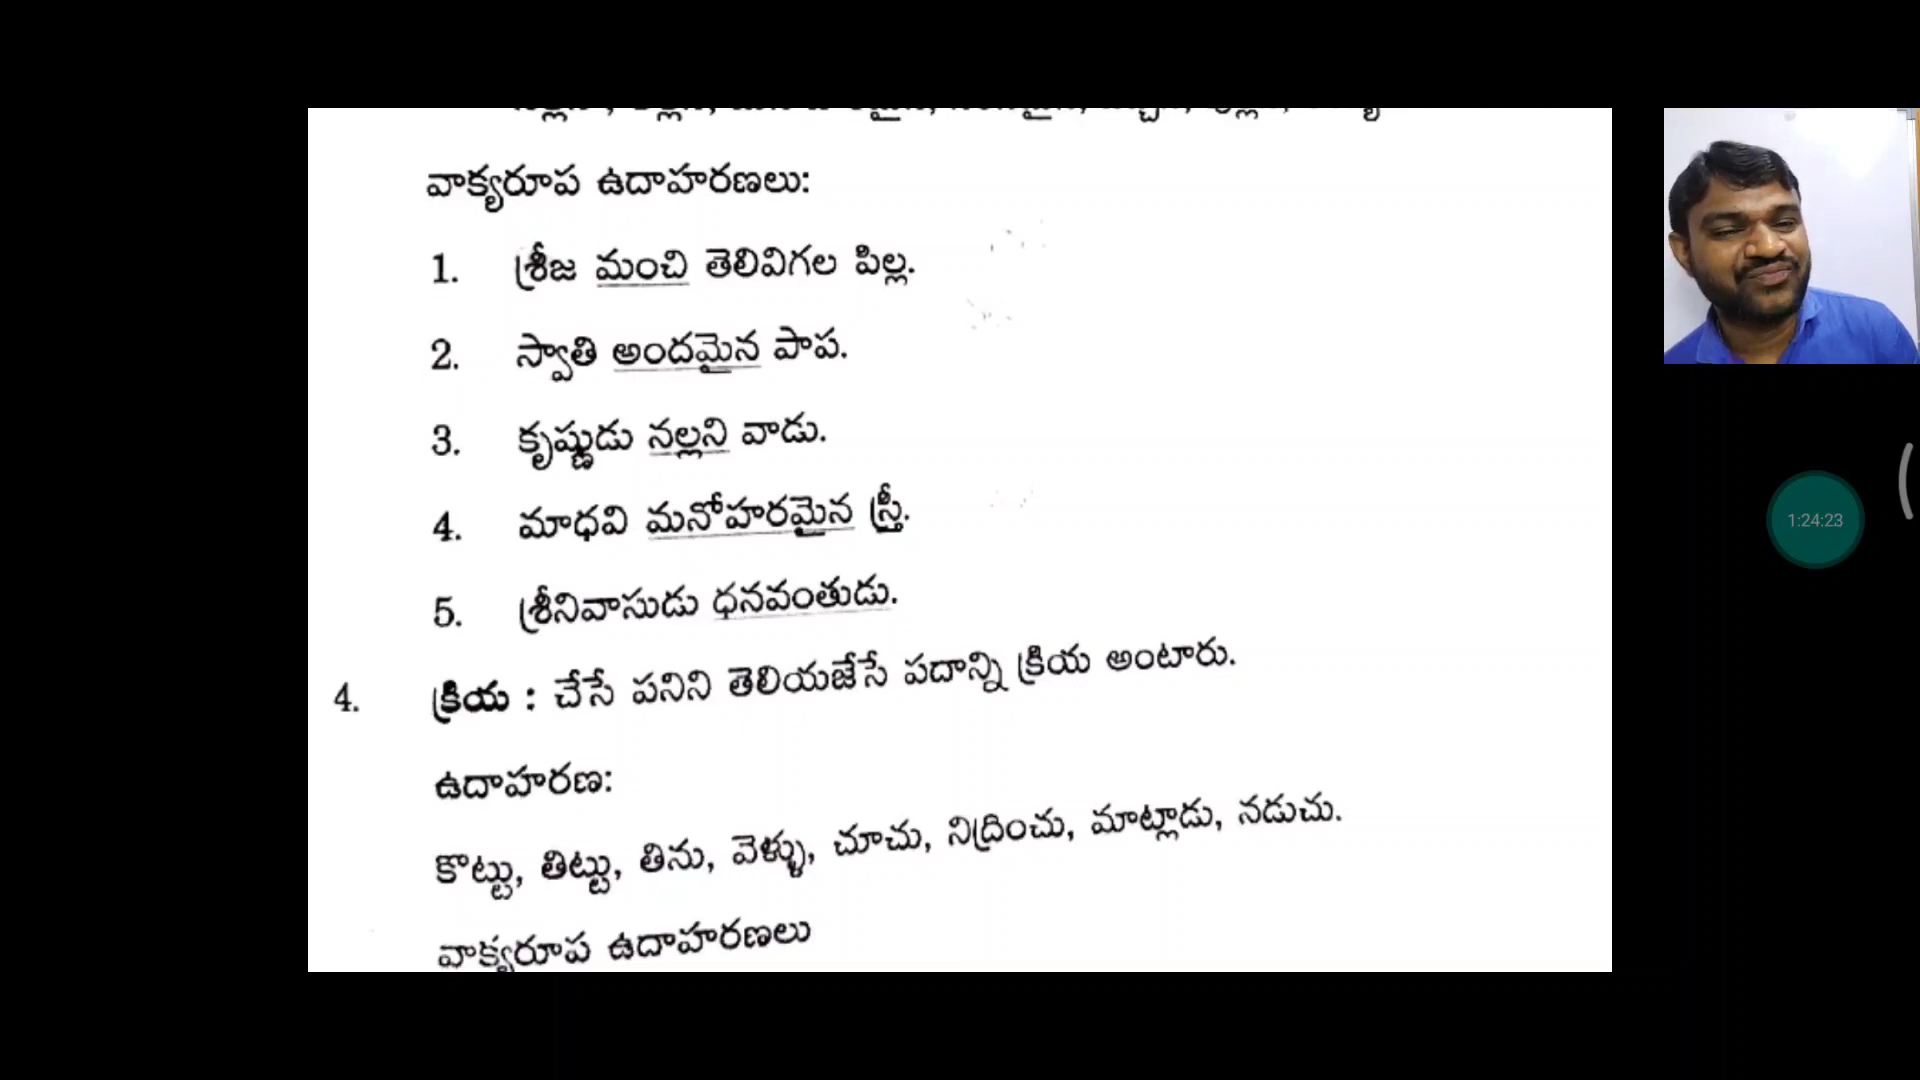 వాక్యరూప ఉదాహరణలు:
1. శ్రీజ మంచి తెలివిగల పిల్ల.
2. స్వాతి అందమైన పాప.
3. కృష్ణుడు నల్లని వాడు.
4. మాధవి మనోహరమైన స్త్రీ.
5. శ్రీనివాసుడు ధనవంతుడు.
4. క్రియ : చేసే పనిని తెలియజేసే పదాన్ని క్రియ అంటారు.
ఉదాహరణ:
కొట్టు, తిట్టు, తిను, వెళ్ళు, చూచు, నిద్రించు, మాట్లాడు, నడుచు.
వాక్యరూప ఉదాహరణలు
1:24:23